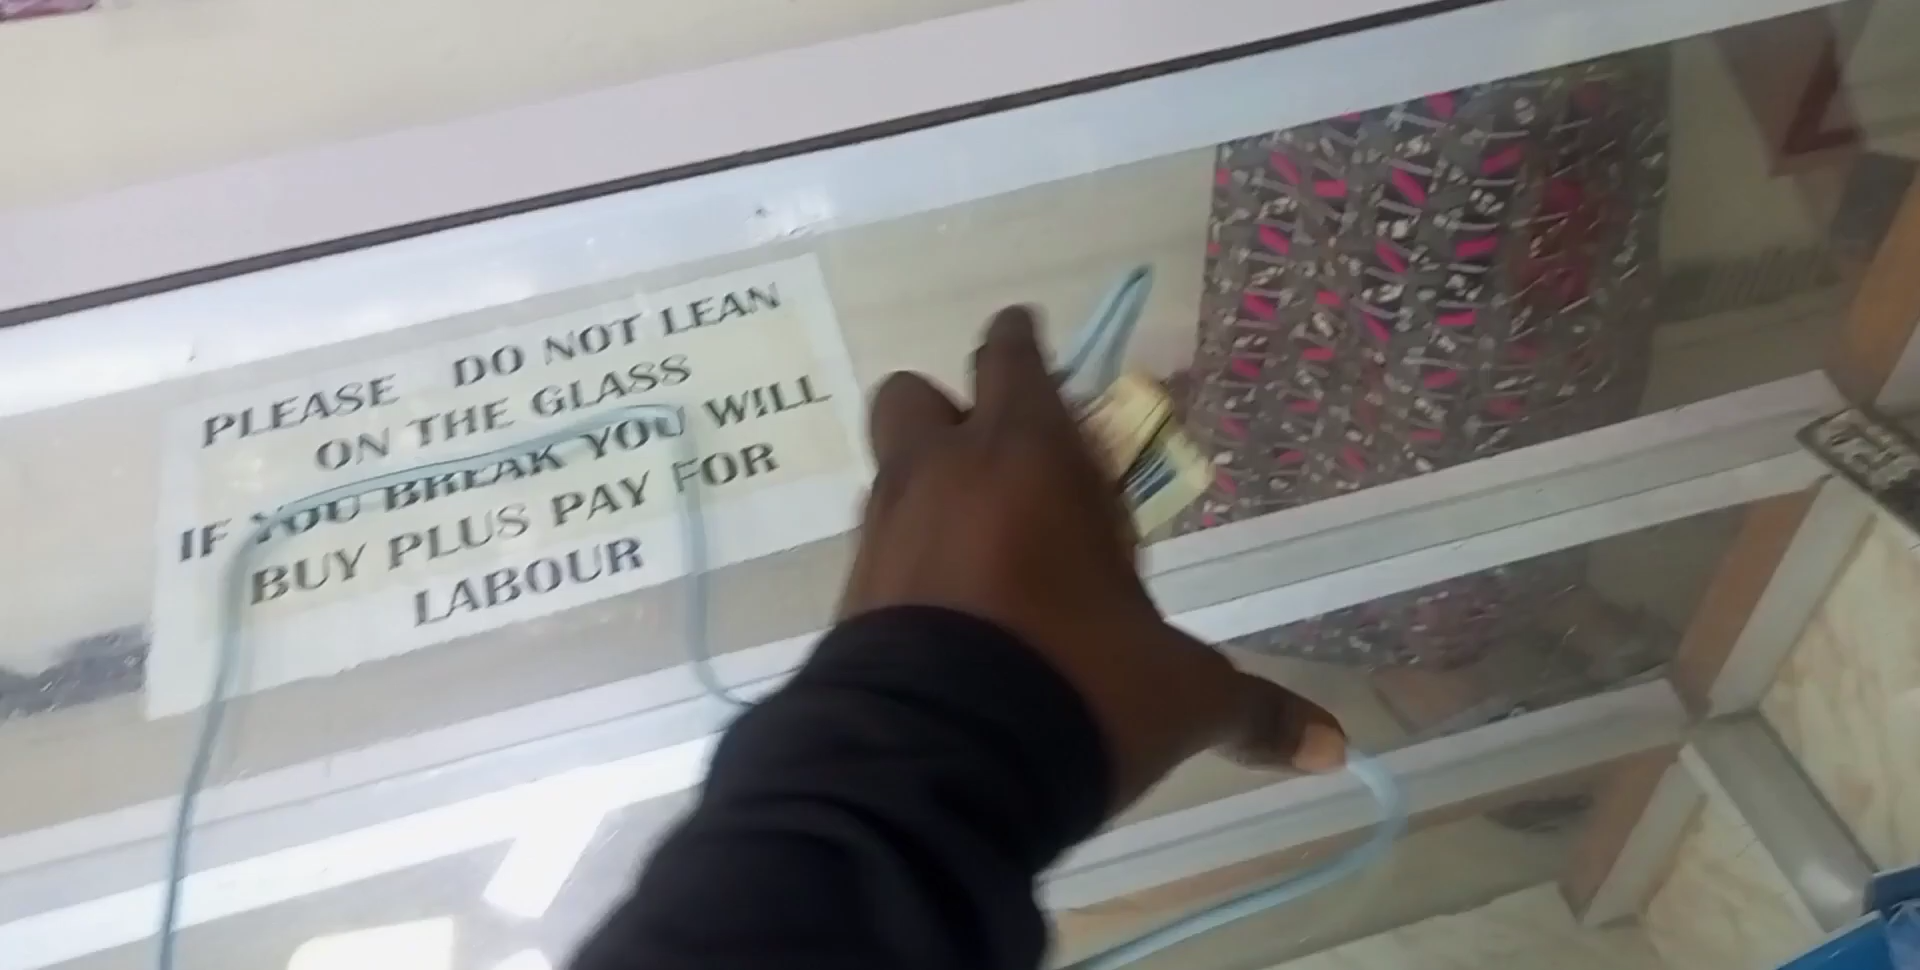 PLEASE DO NOT LEAN
ON THE GLASS
IF YOU BREAK YOU WILL
BUY PLUS PAY FOR
LABOUR